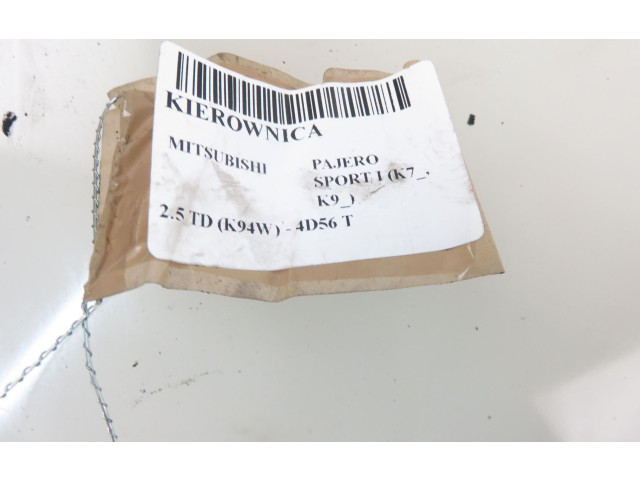 KIEROWNICA
MITSUBISHI PAJERO
SPORT I (K7_,
K9_)
2.5 TD (K94W) - 4D56 T